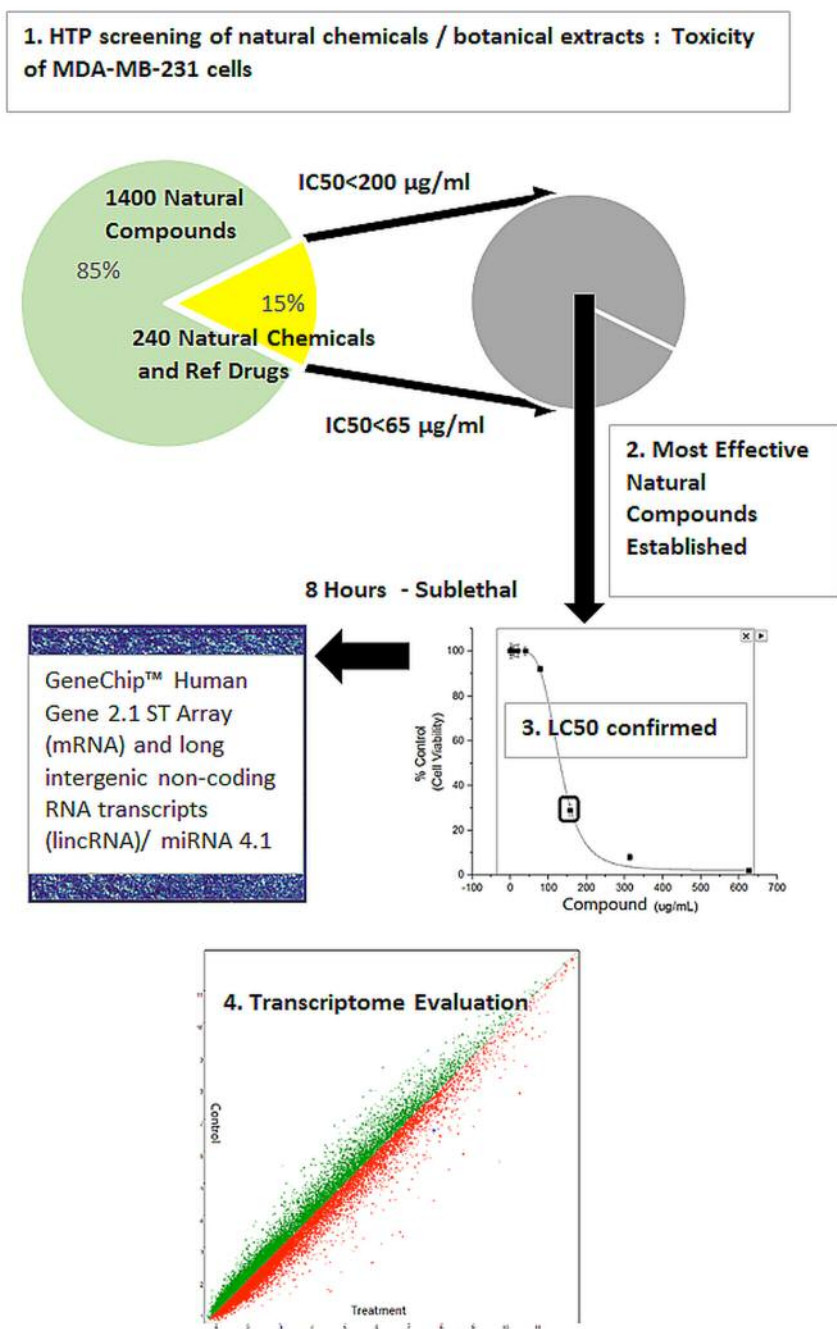 1. HTP screening of natural chemicals / botanical extracts : Toxicity
of MDA-MB-231 cells
IC50<200 µg/ml
1400 Natural
Compounds
85%
15%
240 Natural Chemicals
and Ref Drugs
IC50<65 µg/ml
2. Most Effective
Natural
Compounds
Established
8 Hours - Sublethal
GeneChip™ Human
Gene 2.1 ST Array
(mRNA) and long
intergenic non-coding
RNA transcripts
(lincRNA)/ miRNA 4.1
3. LC50 confirmed
% Control
(Cell Viability)
100
80
60
40
20
0
-100 0 100 200 300 400 500 600 700
Compound (ug/mL)
4. Transcriptome Evaluation
Control
Treatment